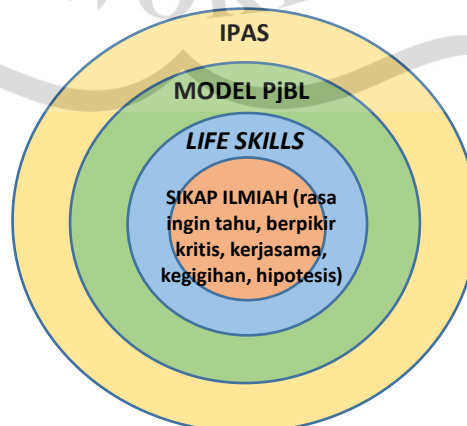 IPAS
MODEL PjBL
LIFE SKILLS
SIKAP ILMIAH (rasa
ingin tahu, berpikir
kritis, kerjasama,
kegigihan, hipotesis)